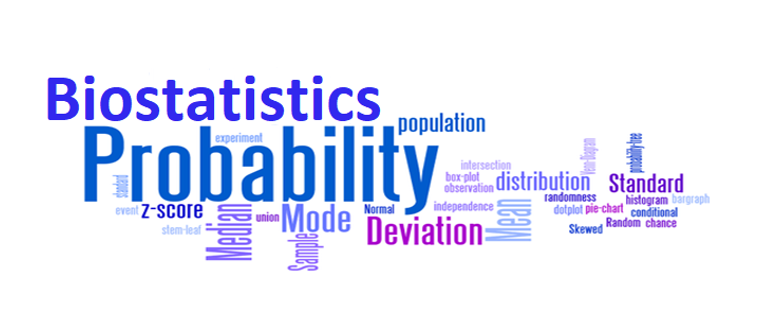 Biostatistics
Probability
population
experiment
intersection
Venn-Diagram
probability-tree
box-plot
observation
distribution
Standard
standard
event
z-score
Median
union
Mode
Normal
independence
Mean
randomness
histogram
bargraph
dotplot
pie-chart
conditional
stem-leaf
Sample
Deviation
Skewed
Random
chance